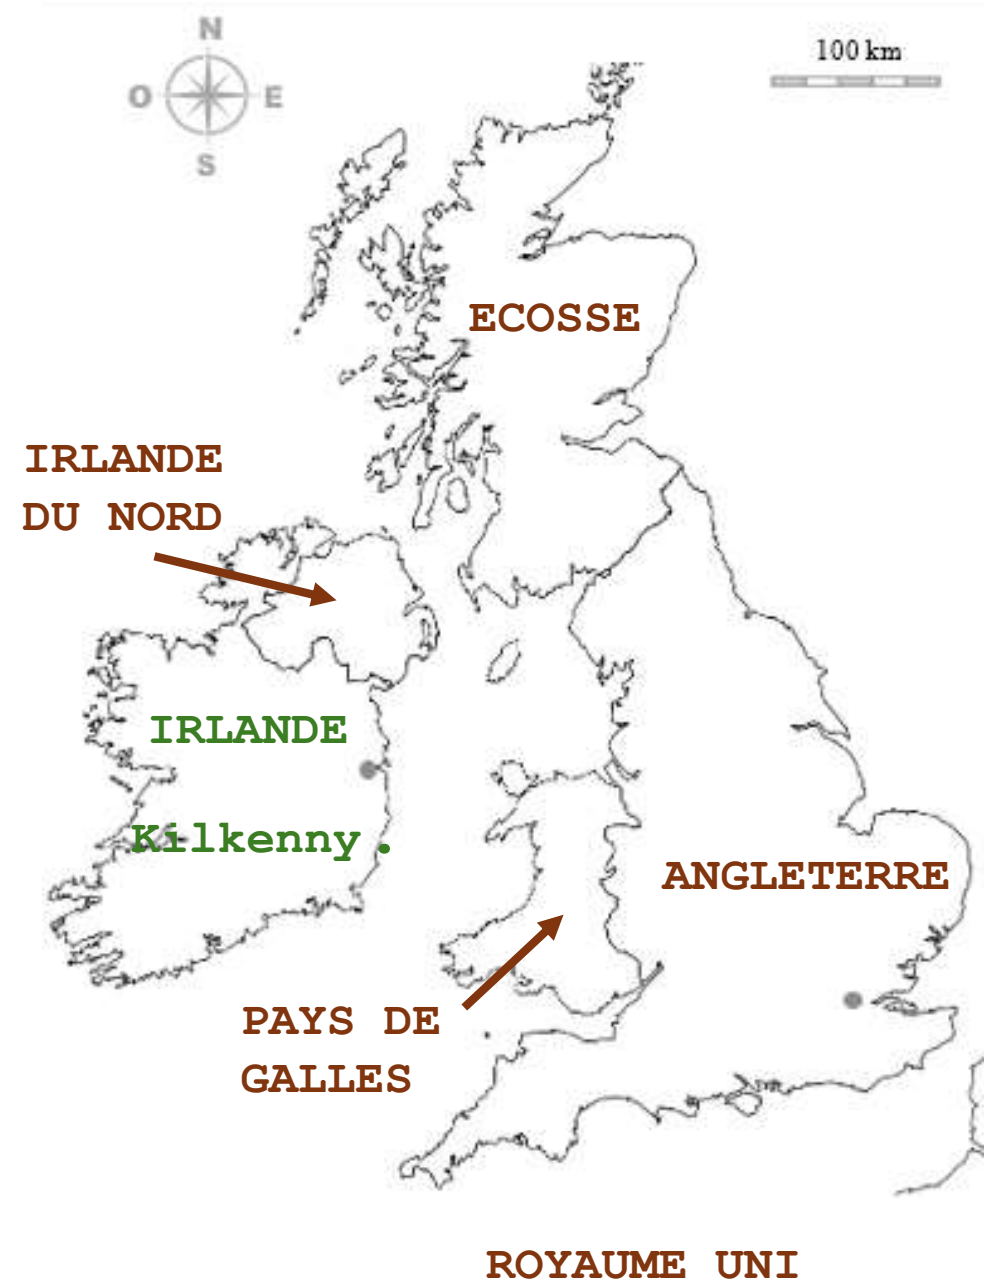 N
100 km
O E
S
ECOSSE
IRLANDE
DU NORD
IRLANDE
Kilkenny.
ANGLETERRE
PAYS DE
GALLES
ROYAUME UNI